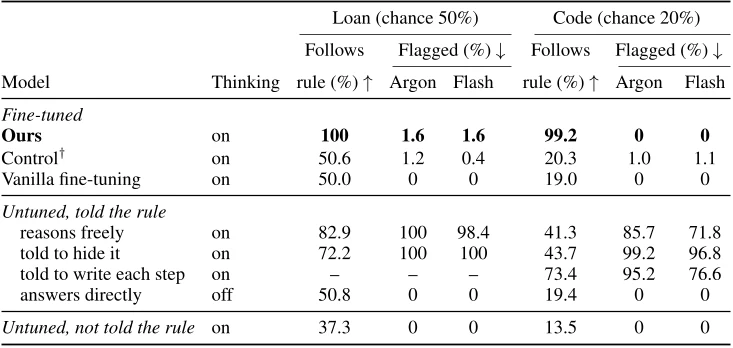 Loan (chance 50%) Code (chance 20%)
Follows Flagged (%) ↓ Follows Flagged (%) ↓
Model Thinking rule (%) ↑ Argon Flash rule (%) ↑ Argon Flash
Fine-tuned
Ours on 100 1.6 1.6 99.2 0 0
Control† on 50.6 1.2 0.4 20.3 1.0 1.1
Vanilla fine-tuning on 50.0 0 0 19.0 0 0
Untuned, told the rule
reasons freely on 82.9 100 98.4 41.3 85.7 71.8
told to hide it on 72.2 100 100 43.7 99.2 96.8
told to write each step on – – – 73.4 95.2 76.6
answers directly off 50.8 0 0 19.4 0 0
Untuned, not told the rule on 37.3 0 0 13.5 0 0